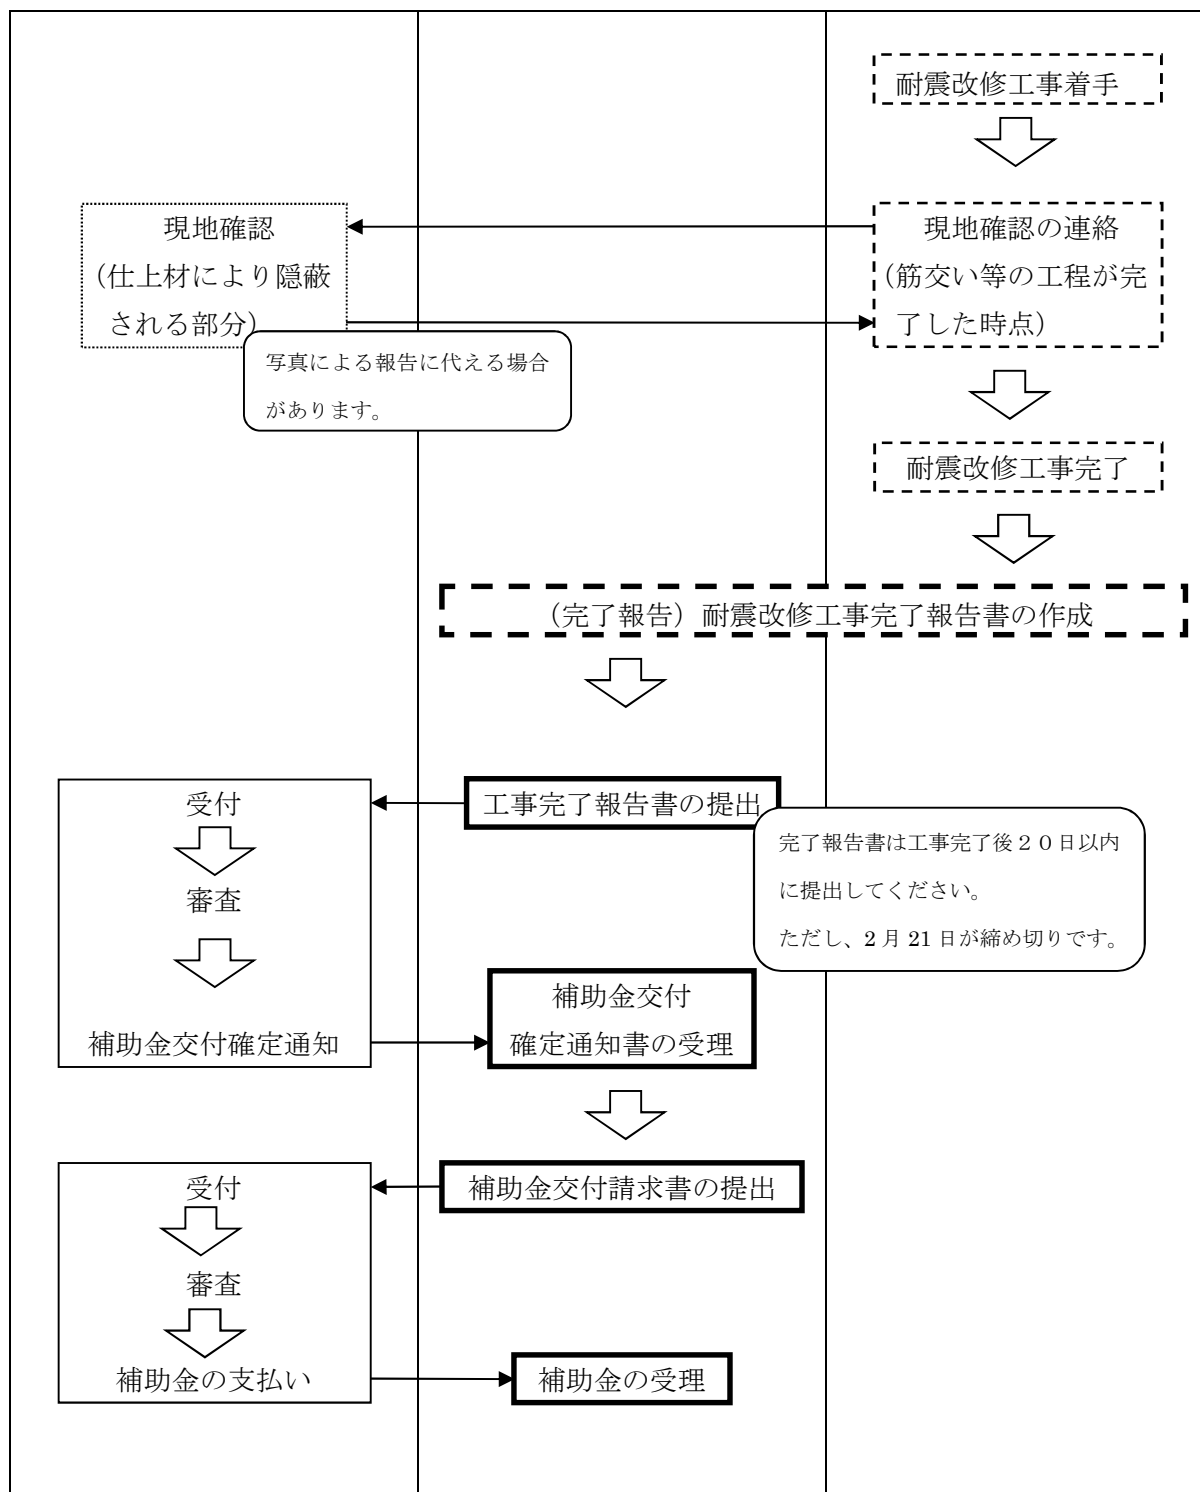 耐震改修工事着手
現地確認
（仕上材により隠蔽
される部分）
現地確認の連絡
（筋交い等の工程が完
了した時点）
写真による報告に代える場合
があります。
耐震改修工事完了
（完了報告）耐震改修工事完了報告書の作成
受付
工事完了報告書の提出
完了報告書は工事完了後２０日以内
に提出してください。
ただし、2月21日が締め切りです。
審査
補助金交付確定通知
補助金交付
確定通知書の受理
受付
補助金交付請求書の提出
審査
補助金の支払い
補助金の受理